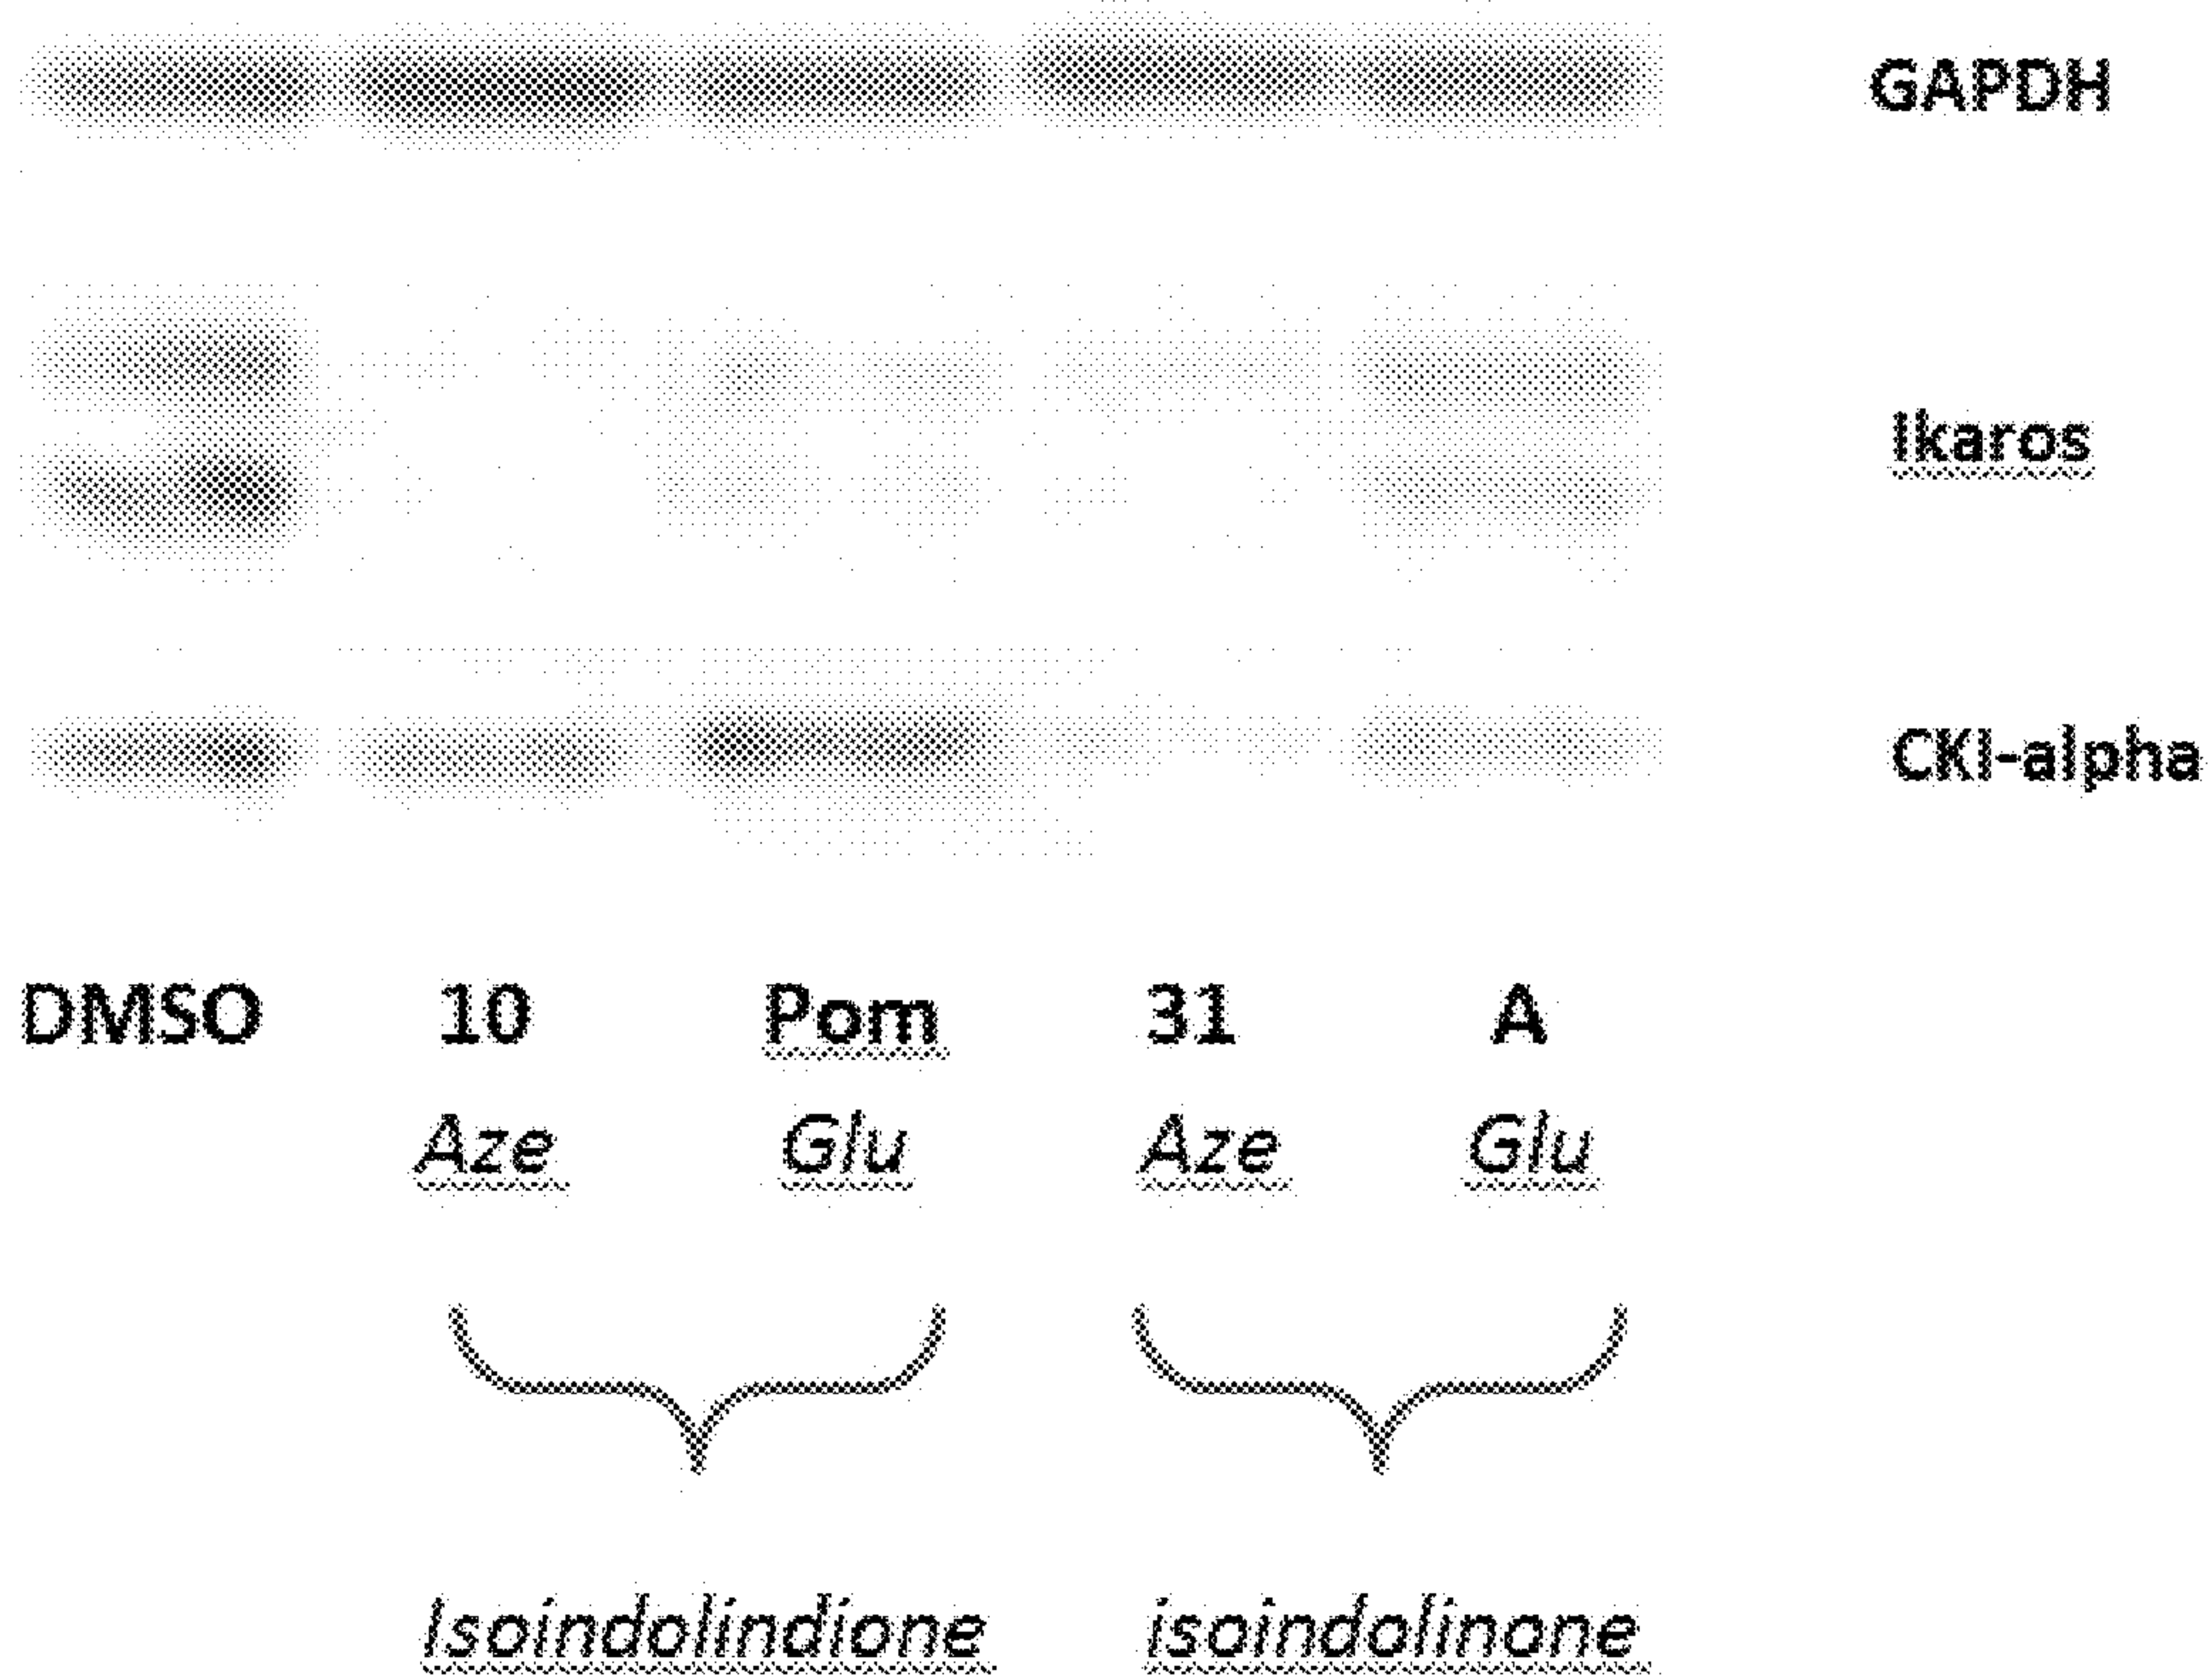 GAPDH
Ikaros
CKI-alpha
DMSO 10 Pom 31 A
Aze Glu Aze Glu
Isoindolindione isoindolinone